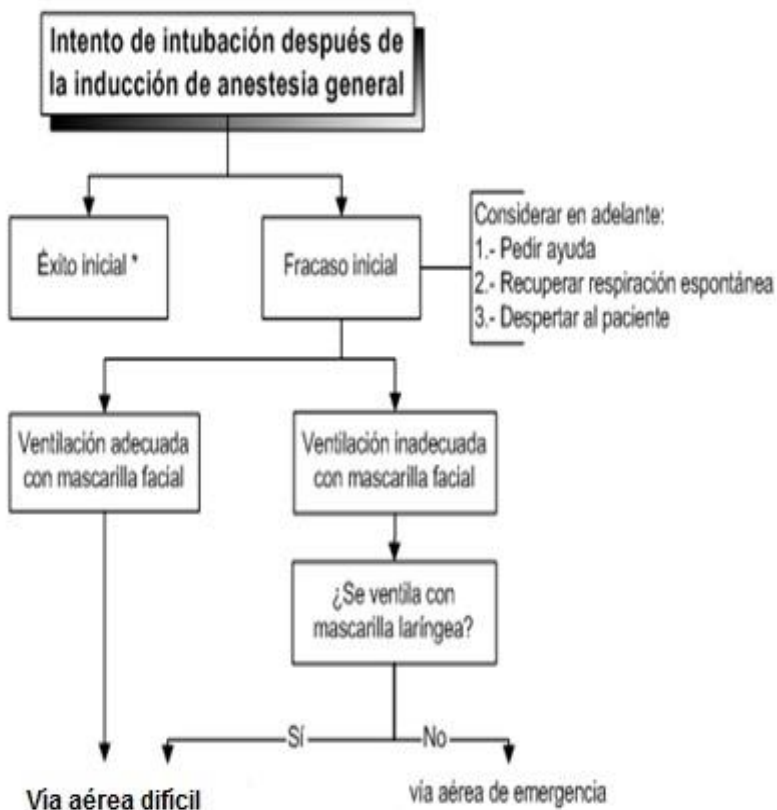 Intento de intubación después de
la inducción de anestesia general
Éxito inicial *
Fracaso inicial
Considerar en adelante:
1.- Pedir ayuda
2.- Recuperar respiración espontánea
3.- Despertar al paciente
Ventilación adecuada
con mascarilla facial
Ventilación inadecuada
con mascarilla facial
¿Se ventila con
mascarilla laríngea?
Sí
No
Via aérea difícil
vía aérea de emergencia